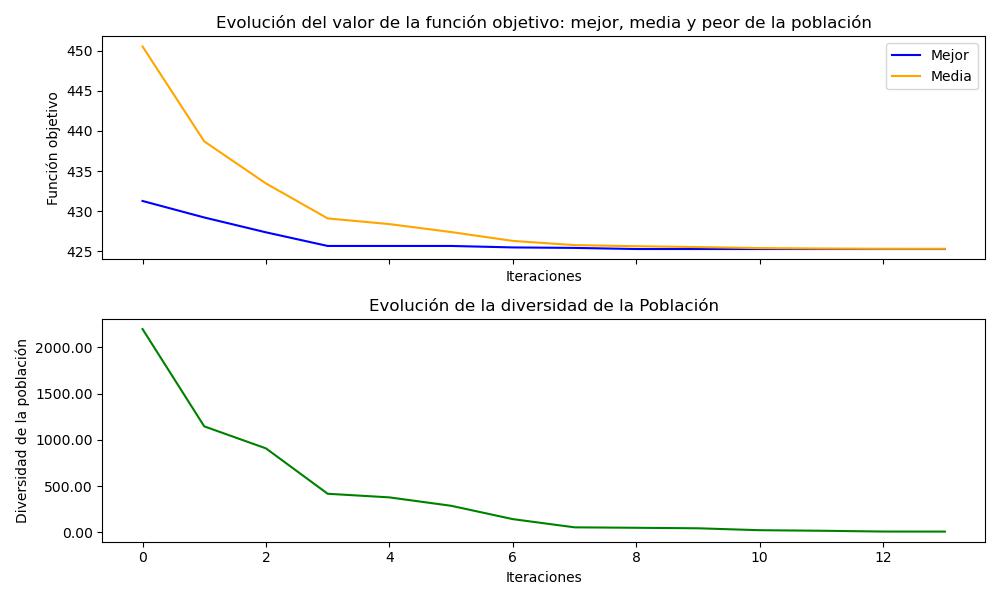 Evolución del valor de la función objetivo: mejor, media y peor de la población
450
445
440
435
430
425
Función objetivo
Mejor
Media
Iteraciones
Evolución de la diversidad de la Población
2000.00
1500.00
1000.00
500.00
0.00
Diversidad de la población
0 2 4 6 8 10 12
Iteraciones